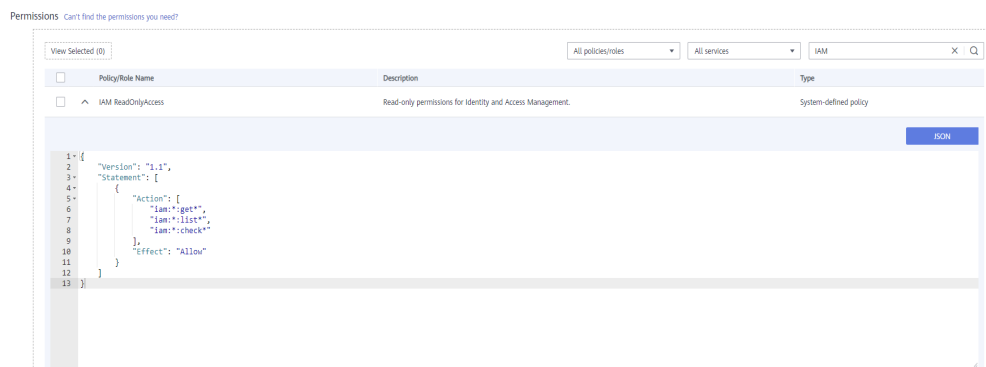 Permissions Can't find the permissions you need?
View Selected (0) All policies/roles All services IAM
Policy/Role Name Description Type
IAM ReadOnlyAccess Read-only permissions for Identity and Access Management. System-defined policy
JSON
1 {
2 "Version": "1.1",
3 "Statement": [
4 {
5 "Action": [
6 "iam:*:get*",
7 "iam:*:list*",
8 "iam:*:check*"
9 ],
10 "Effect": "Allow"
11 }
12 ]
13 }